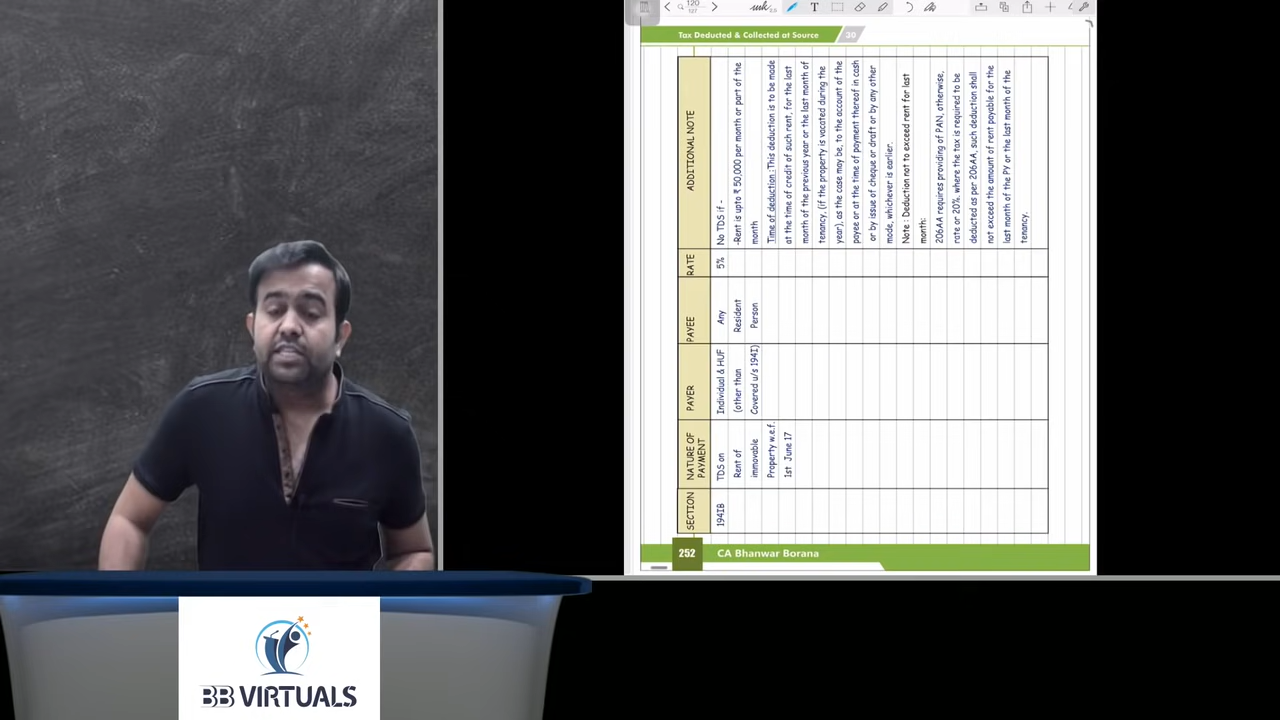 120
127
2.8
T
Tax Deducted & Collected at Source 30
SECTION
NATURE OF
PAYMENT
PAYER
PAYEE
RATE
ADDITIONAL NOTE
194IB
TDS on
Rent of
immovable
Property w.e.f.
1st June 17
Individual & HUF
(other than
Covered u/s 194I)
Any
Resident
Person
5%
No TDS if -
-Rent is upto ₹ 50,000 per month or part of the
month
Time of deduction :This deduction is to be made
at the time of credit of such rent, for the last
month of the previous year or the last month of
tenancy, (if the property is vacated during the
year), as the case may be, to the account of the
payee or at the time of payment thereof in cash
or by issue of cheque or draft or by any other
mode, whichever is earlier.
Note : Deduction not to exceed rent for last
month:
206AA requires providing of PAN, otherwise,
rate or 20%, where the tax is required to be
deducted as per 206AA, such deduction shall
not exceed the amount of rent payable for the
last month of the PY or the last month of the
tenancy.
252 CA Bhanwar Borana
BB VIRTUALS